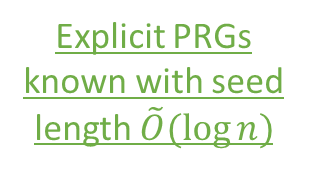 Explicit PRGs
known with seed
length Õ(log n)